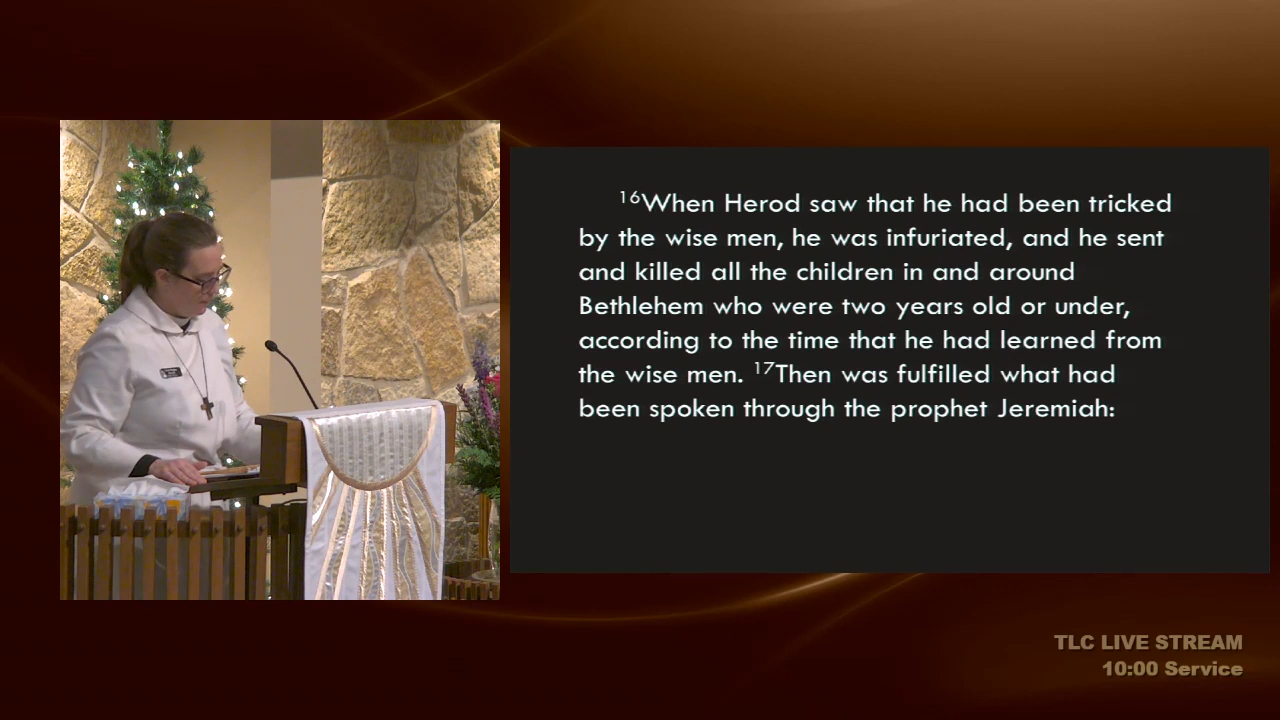 16When Herod saw that he had been tricked
by the wise men, he was infuriated, and he sent
and killed all the children in and around
Bethlehem who were two years old or under,
according to the time that he had learned from
the wise men. 17Then was fulfilled what had
been spoken through the prophet Jeremiah:
TLC LIVE STREAM
10:00 Service